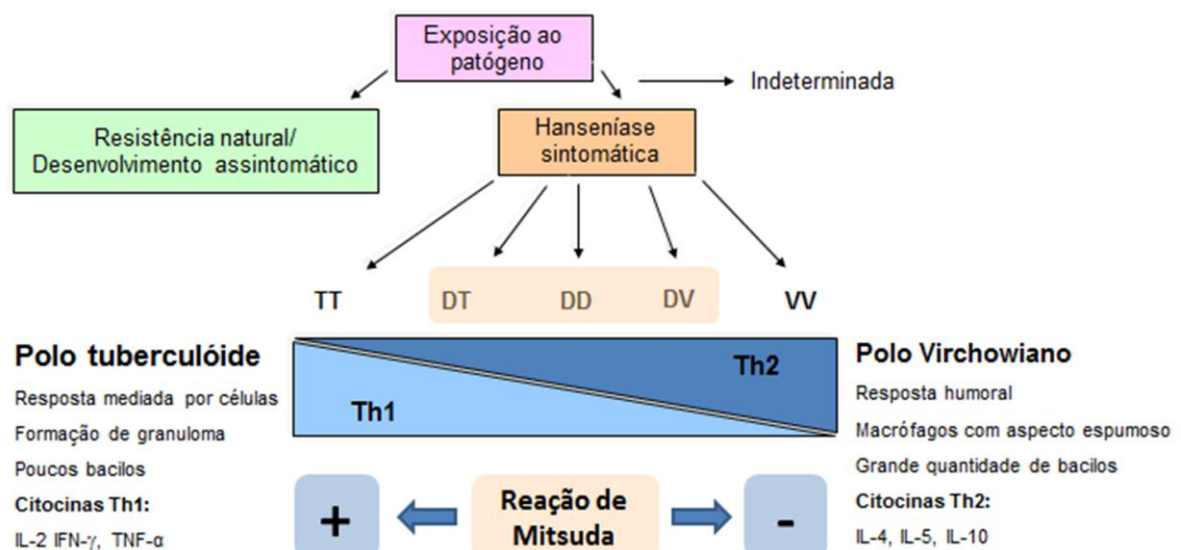 Exposição ao
patógeno
Indeterminada
Resistência natural/
Desenvolvimento assintomático
Hanseníase
sintomática
TT
DT
DD
DV
VV
Polo tuberculóide
Resposta mediada por células
Formação de granuloma
Poucos bacilos
Citocinas Th1:
IL-2 IFN-γ, TNF-α
Th1
Th2
Polo Virchowiano
Resposta humoral
Macrófagos com aspecto espumoso
Grande quantidade de bacilos
Citocinas Th2:
IL-4, IL-5, IL-10
+
Reação de
Mitsuda
-